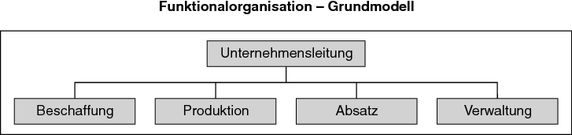 Funktionalorganisation – Grundmodell
Unternehmensleitung
Beschaffung Produktion Absatz Verwaltung